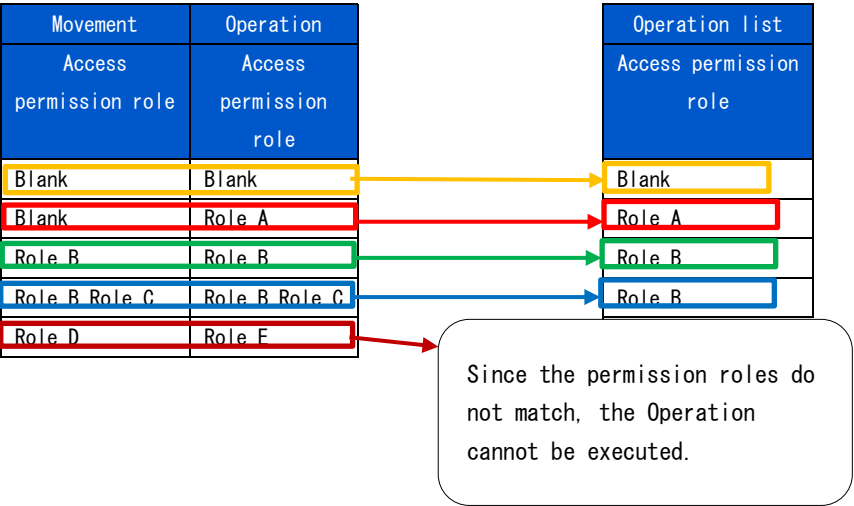 Movement Operation Operation list
Access Access Access permission
permission role permission role
role
Blank Blank Blank
Blank Role A Role A
Role B Role B Role B
Role B Role C Role B Role C Role B
Role D Role E
Since the permission roles do
not match, the Operation
cannot be executed.